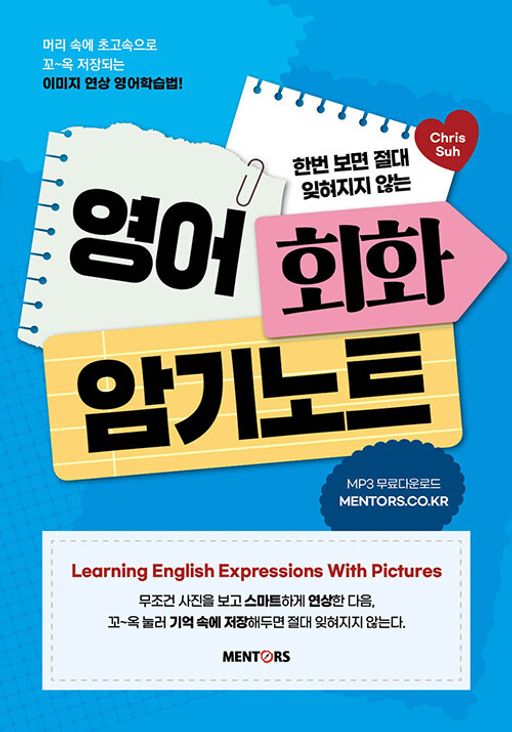 머리 속에 초고속으로
꼬~옥 저장되는
이미지 연상 영어학습법!
Chris
Suh
한번 보면 절대
잊혀지지 않는
영어
회화
암기노트
MP3 무료다운로드
MENTORS.CO.KR
Learning English Expressions With Pictures
무조건 사진을 보고 스마트하게 연상한 다음,
꼬~옥 눌러 기억 속에 저장해두면 절대 잊혀지지 않는다.
MENTORS